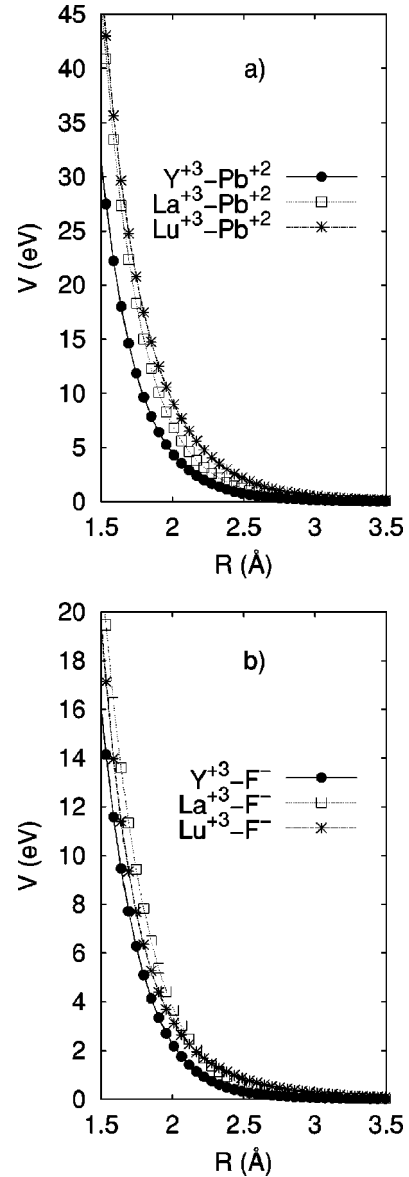 45
40
35
30
25
20
15
10
5
0
V (eV)
a)
Y+3−Pb+2
La+3−Pb+2
Lu+3−Pb+2
1.5 2 2.5 3 3.5
R (Å)
20
18
16
14
12
10
8
6
4
2
0
V (eV)
b)
Y+3−F−
La+3−F−
Lu+3−F−
1.5 2 2.5 3 3.5
R (Å)